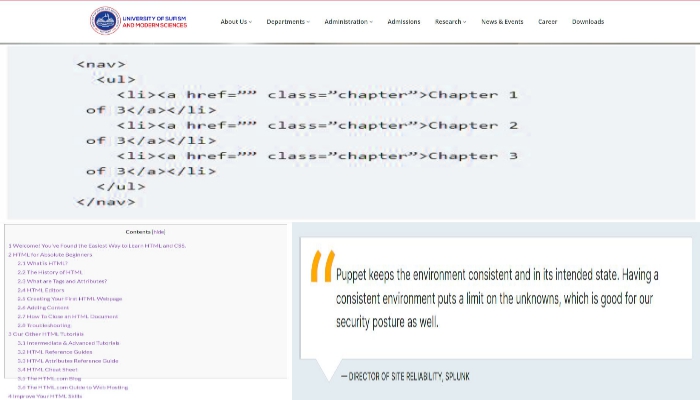 UNIVERSITY OF SUFISM
AND MODERN SCIENCES
About Us Departments Administration Admissions Research News & Events Career Downloads
<nav>
<ul>
<li><a href=”” class=”chapter”>Chapter 1
of 3</a></li>
<li><a href=”” class=”chapter”>Chapter 2
of 3</a></li>
<li><a href=”” class=”chapter”>Chapter 3
of 3</a></li>
</ul>
</nav>
Contents [hide]
1 Welcome! You've Found the Easiest Way to Learn HTML and CSS.
2 HTML for Absolute Beginners
2.1 What is HTML?
2.2 The History of HTML
2.3 What are Tags and Attributes?
2.4 HTML Editors
2.5 Creating Your First HTML Webpage
2.6 Adding Content
2.7 How To Close an HTML Document
2.8 Troubleshooting
3 Our Other HTML Tutorials
3.1 Intermediate & Advanced Tutorials
3.2 HTML Reference Guides
3.3 HTML Attributes Reference Guide
3.4 HTML Cheat Sheet
3.5 The HTML.com Blog
3.6 The HTML.com Guide to Web Hosting
4 Improve Your HTML Skills
“
Puppet keeps the environment consistent and in its intended state. Having a
consistent environment puts a limit on the unknowns, which is good for our
security posture as well.
— DIRECTOR OF SITE RELIABILITY, SPLUNK